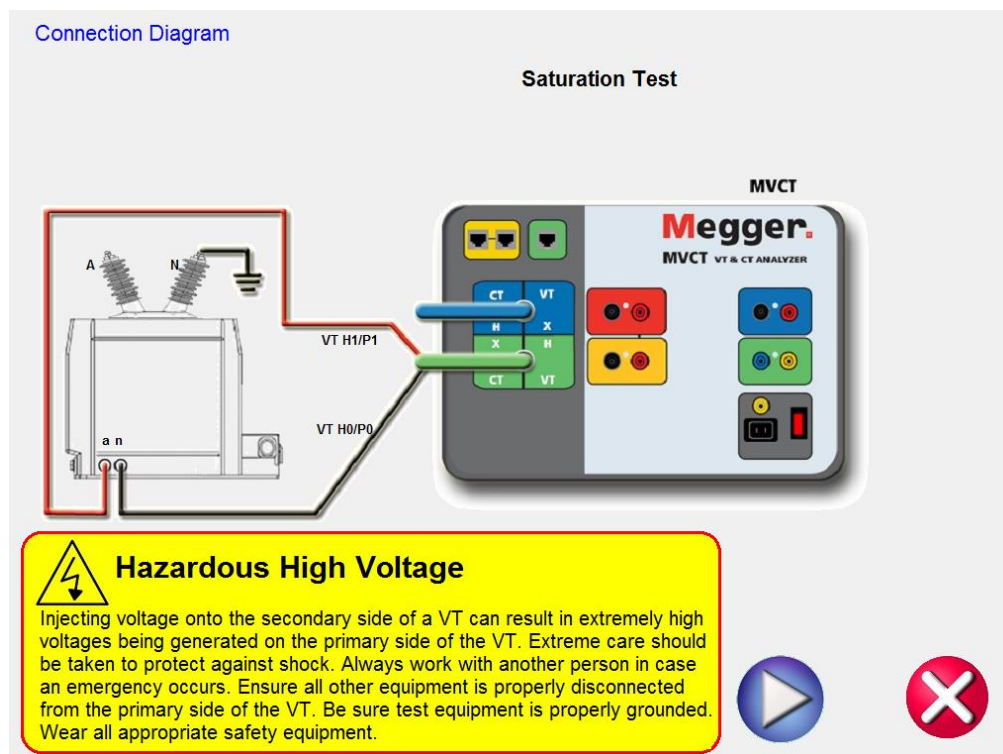 Connection Diagram
Saturation Test
MVCT
Megger.
MVCT VT & CT ANALYZER
A
N
CT VT
H X
X H
CT VT
VT H1/P1
VT H0/P0
a n
Hazardous High Voltage
Injecting voltage onto the secondary side of a VT can result in extremely high
voltages being generated on the primary side of the VT. Extreme care should
be taken to protect against shock. Always work with another person in case
an emergency occurs. Ensure all other equipment is properly disconnected
from the primary side of the VT. Be sure test equipment is properly grounded.
Wear all appropriate safety equipment.